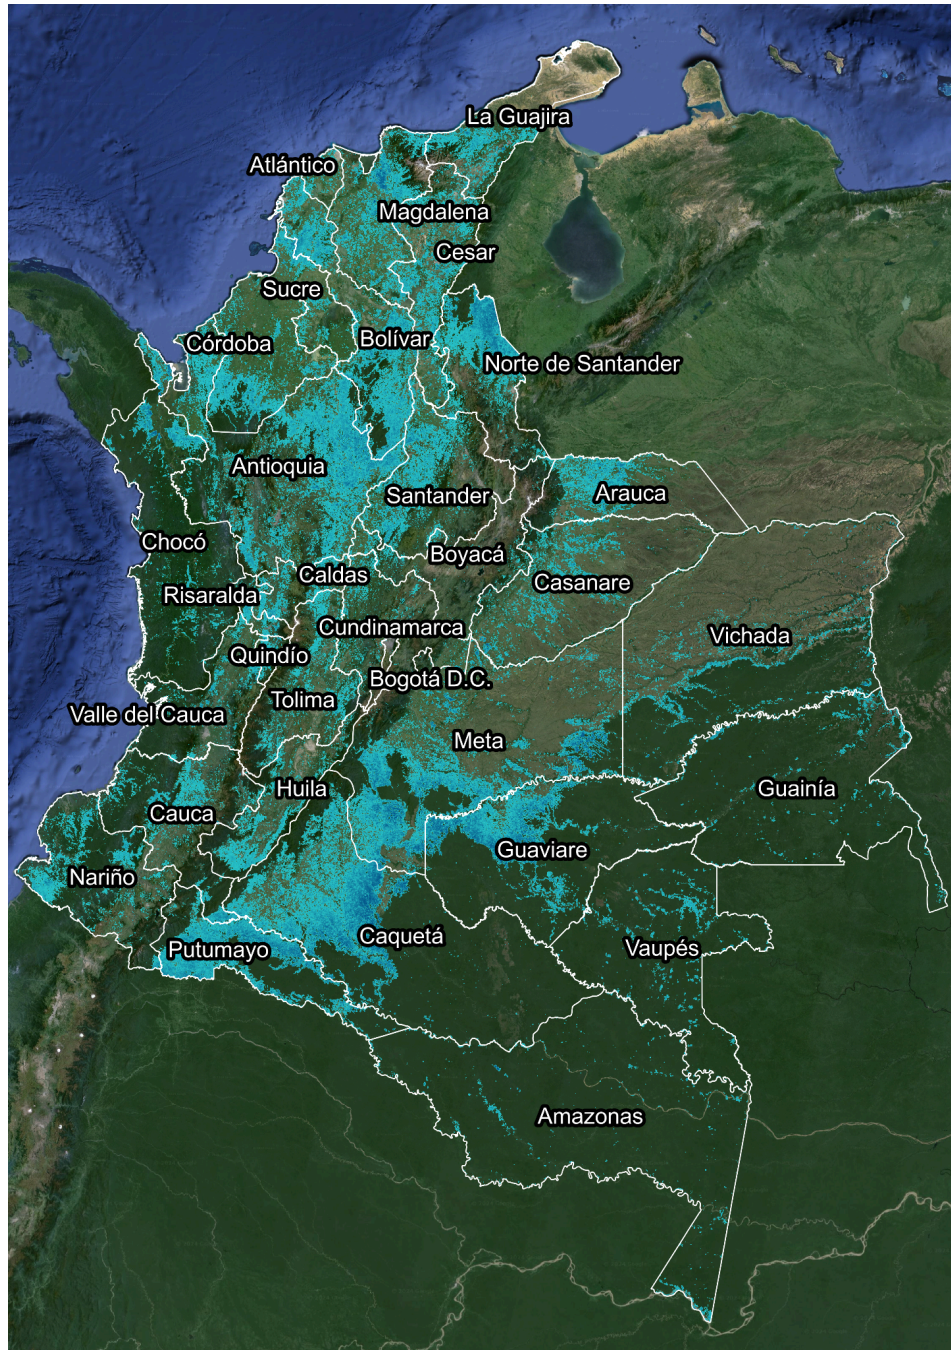 La Guajira
Atlántico
Magdalena
Cesar
Sucre
Bolívar
Córdoba
Norte de Santander
Antioquia
Santander
Arauca
Chocó
Boyacá
Caldas
Casanare
Risaralda
Cundinamarca
Vichada
Quindío
Bogotá D.C.
Tolima
Valle del Cauca
Meta
Huila
Guainía
Cauca
Guaviare
Nariño
Caquetá
Vaupés
Putumayo
Amazonas